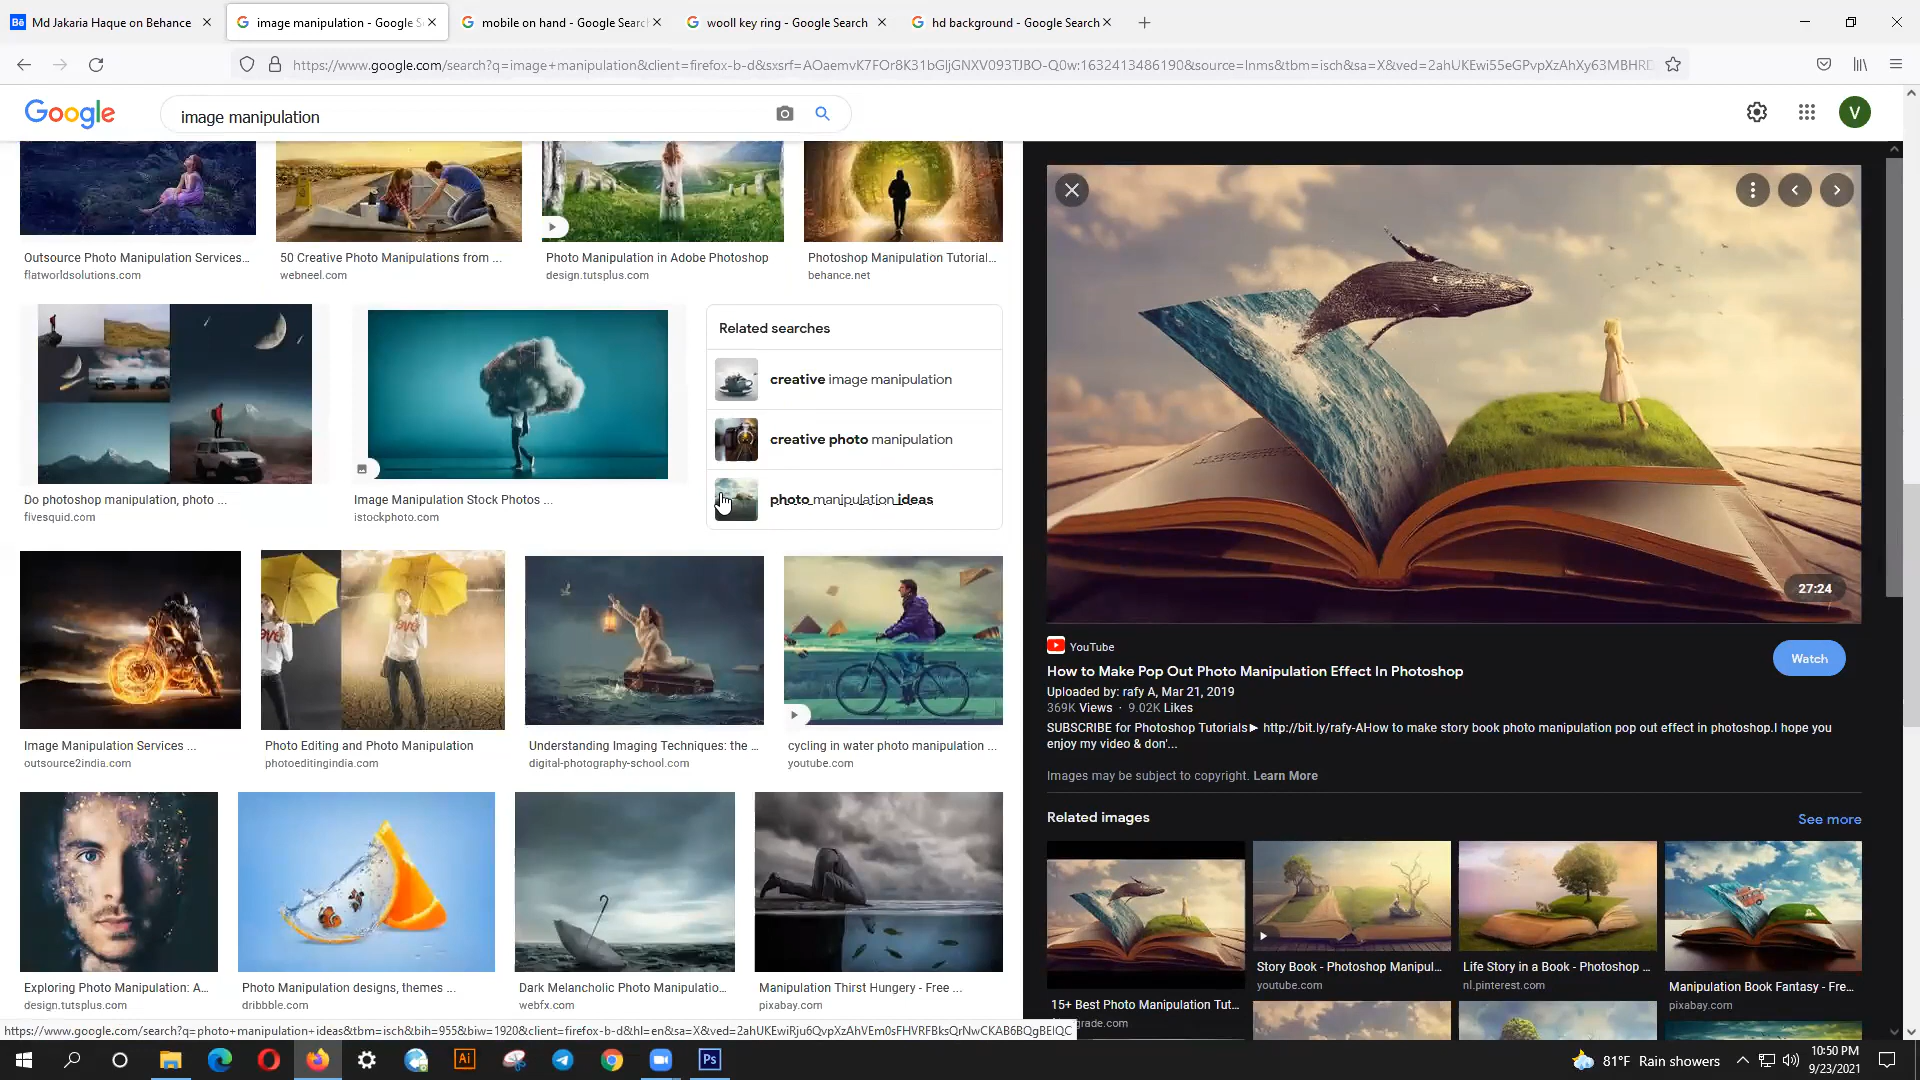 Bē Md Jakaria Haque on Behance
image manipulation - Google S
mobile on hand - Google Search
wooll key ring - Google Search
hd background - Google Search
https://www.google.com/search?q=image+manipulation&client=firefox-b-d&sxsrf=AOaemvK7FOr8K31bGljGNXV093TJBO-Q0w:1632413486190&source=lnms&tbm=isch&sa=X&ved=2ahUKEwi55eGPvpXzAhXy63MBHRD
Google
image manipulation
V
Outsource Photo Manipulation Services...
flatworldsolutions.com
50 Creative Photo Manipulations from ...
webneel.com
Photo Manipulation in Adobe Photoshop
design.tutsplus.com
Photoshop Manipulation Tutorial...
behance.net
Do photoshop manipulation, photo ...
fivesquid.com
Image Manipulation Stock Photos ...
istockphoto.com
Related searches
creative image manipulation
creative photo manipulation
photo manipulation ideas
Image Manipulation Services ...
outsource2india.com
Photo Editing and Photo Manipulation
photoeditingindia.com
Understanding Imaging Techniques: the ...
digital-photography-school.com
cycling in water photo manipulation ...
youtube.com
Exploring Photo Manipulation: A...
design.tutsplus.com
Photo Manipulation designs, themes ...
dribbble.com
Dark Melancholic Photo Manipulatio...
webfx.com
Manipulation Thirst Hungery - Free ...
pixabay.com
27:24
YouTube
How to Make Pop Out Photo Manipulation Effect In Photoshop
Watch
Uploaded by: rafy A, Mar 21, 2019
369K Views · 9.02K Likes
SUBSCRIBE for Photoshop Tutorials► http://bit.ly/rafy-AHow to make story book photo manipulation pop out effect in photoshop.I hope you
enjoy my video & don'...
Images may be subject to copyright. Learn More
Related images
See more
15+ Best Photo Manipulation Tut...
Story Book - Photoshop Manipul...
youtube.com
Life Story in a Book - Photoshop ...
nl.pinterest.com
Manipulation Book Fantasy - Fre...
pixabay.com
https://www.google.com/search?q=photo+manipulation+ideas&tbm=isch&bih=955&biw=1920&client=firefox-b-d&hl=en&sa=X&ved=2ahUKEwiRju6QvpXzAhVEm0sFHVRFBksQrNwCKAB6BQgBEIQC
Ai
Ps
81°F Rain showers
10:50 PM
9/23/2021